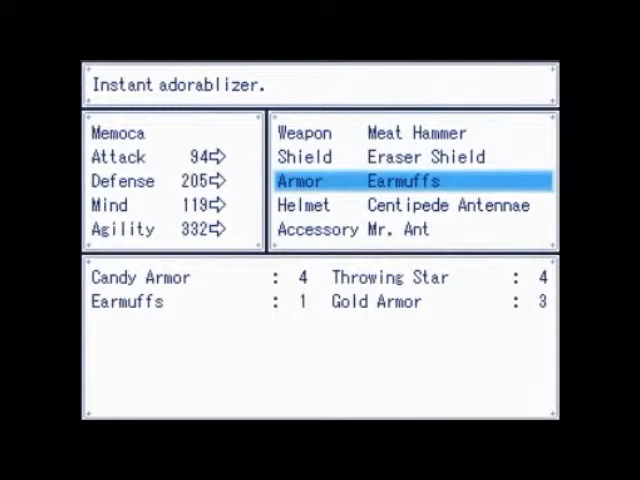 Instant adorablizer.
Memoca
Attack 94⇨
Defense 205⇨
Mind 119⇨
Agility 332⇨
Weapon Meat Hammer
Shield Eraser Shield
Armor Earmuffs
Helmet Centipede Antennae
Accessory Mr. Ant
Candy Armor : 4 Throwing Star : 4
Earmuffs : 1 Gold Armor : 3